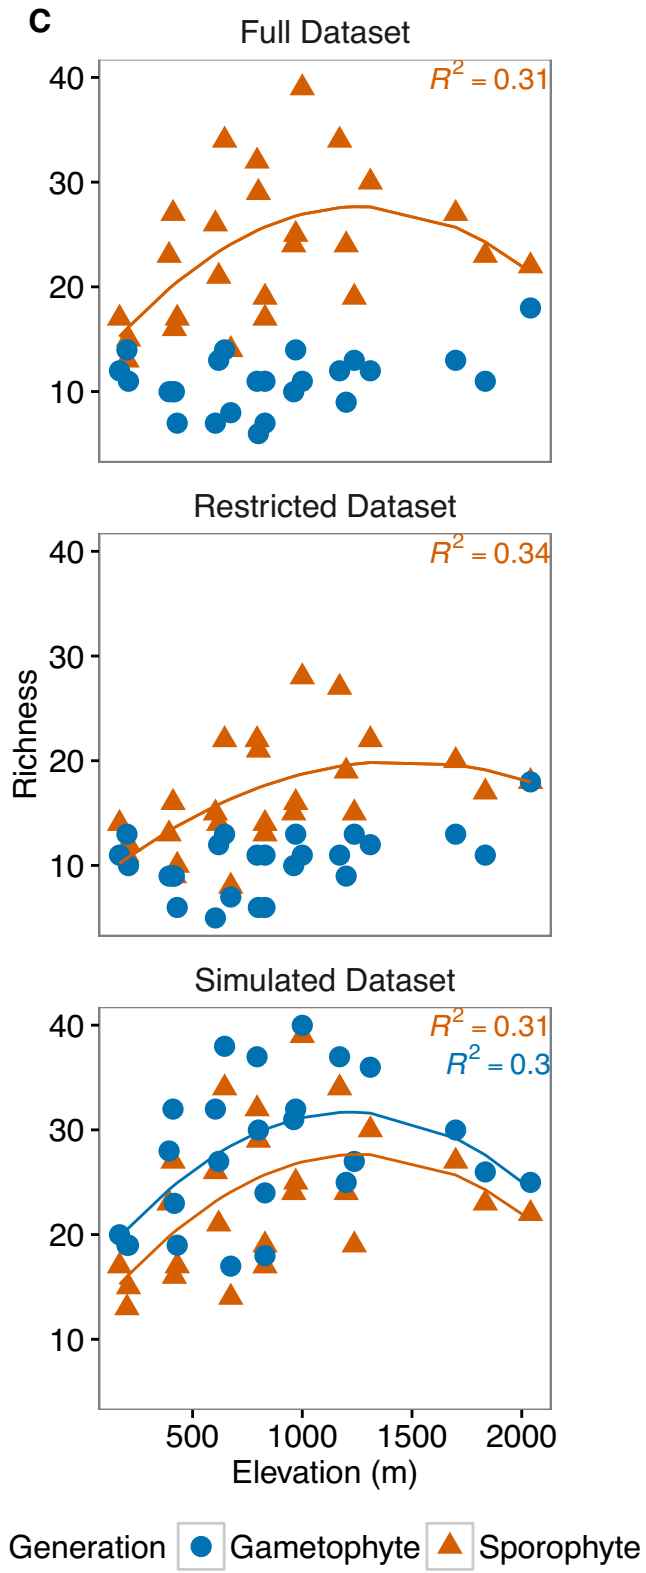 C
Full Dataset
R² = 0.31
40
30
20
10
Restricted Dataset
R² = 0.34
40
30
20
10
Richness
Simulated Dataset
R² = 0.31
R² = 0.3
40
30
20
10
500 1000 1500 2000
Elevation (m)
Generation Gametophyte Sporophyte